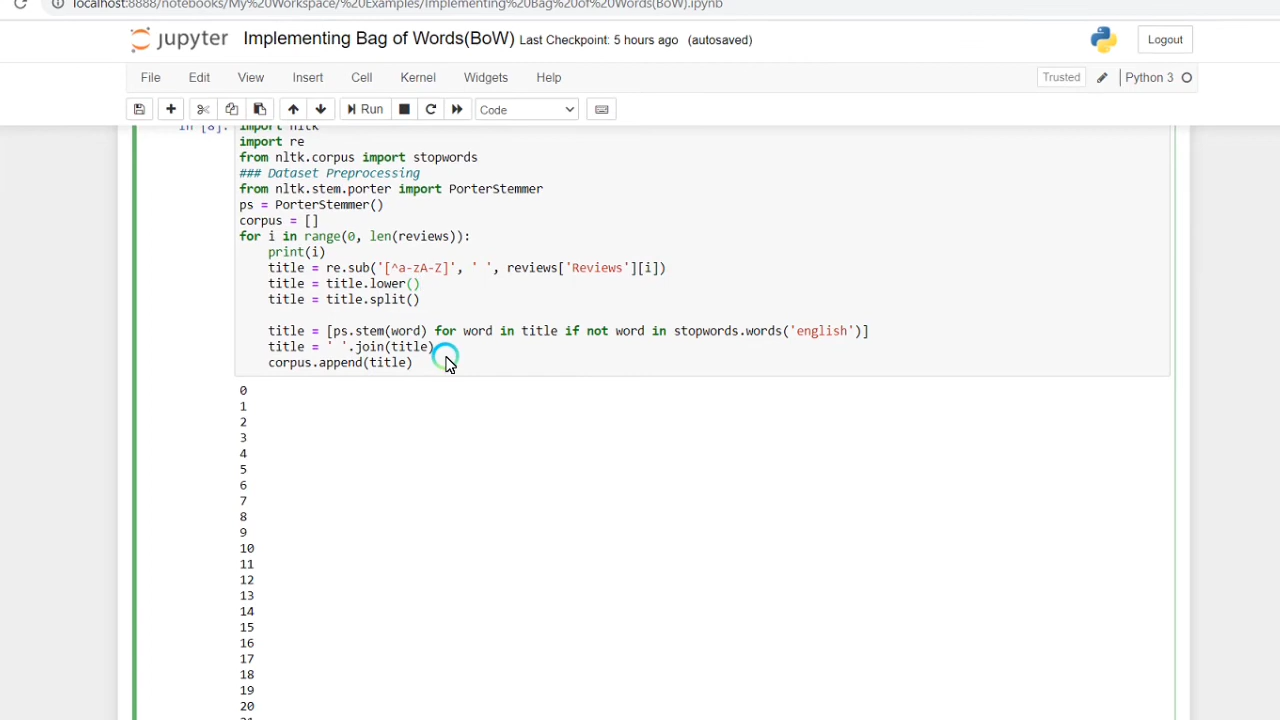 localhost:8888/notebooks/My%20Workspace/%20Examples/Implementing%20Bag%20of%20Words(BoW).ipynb
jupyter Implementing Bag of Words(BoW) Last Checkpoint: 5 hours ago (autosaved) Logout
File Edit View Insert Cell Kernel Widgets Help Trusted Python 3
Run Code
In [8]: import nltk
import re
from nltk.corpus import stopwords
### Dataset Preprocessing
from nltk.stem.porter import PorterStemmer
ps = PorterStemmer()
corpus = []
for i in range(0, len(reviews)):
    print(i)
    title = re.sub('[^a-zA-Z]', ' ', reviews['Reviews'][i])
    title = title.lower()
    title = title.split()
    title = [ps.stem(word) for word in title if not word in stopwords.words('english')]
    title = ' '.join(title)
    corpus.append(title)
0
1
2
3
4
5
6
7
8
9
10
11
12
13
14
15
16
17
18
19
20